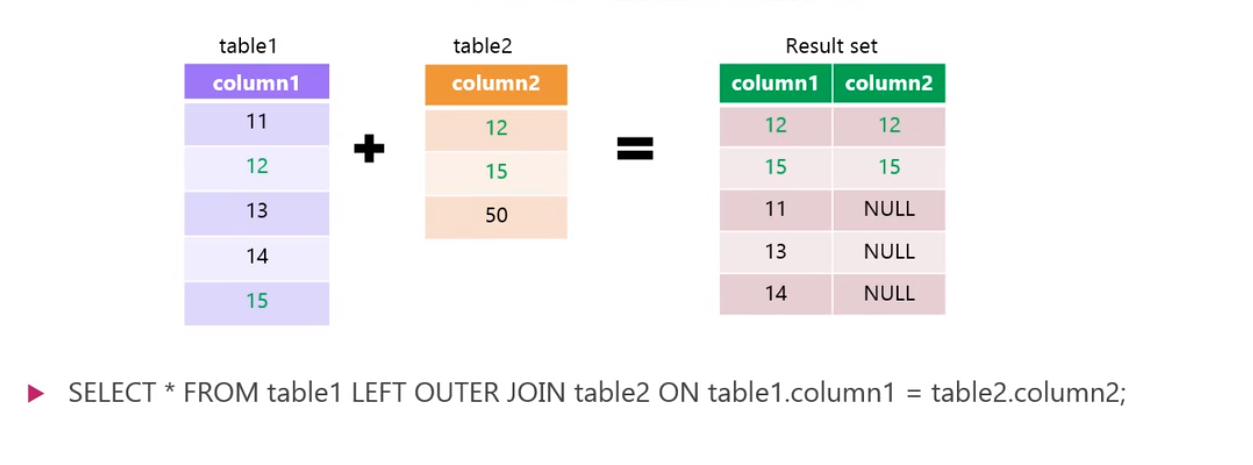 table1 table2 Result set
column1 column2 column1 column2
11 12 12 12
12 15 15 15
13 50 11 NULL
14 13 NULL
15 14 NULL
SELECT * FROM table1 LEFT OUTER JOIN table2 ON table1.column1 = table2.column2;